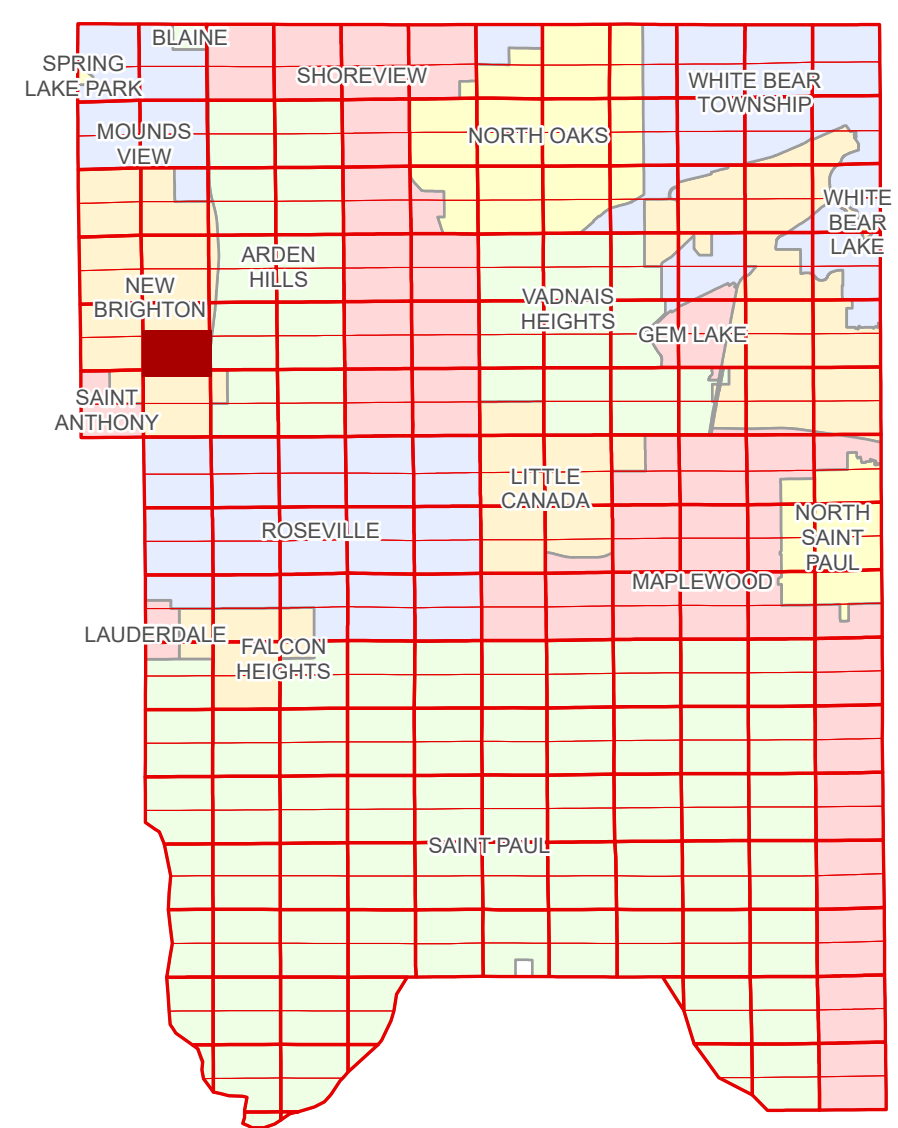 BLAINE
SPRING
LAKE PARK
SHOREVIEW
WHITE BEAR
TOWNSHIP
MOUNDS
VIEW
NORTH OAKS
WHITE
BEAR
LAKE
ARDEN
HILLS
NEW
BRIGHTON
VADNAIS
HEIGHTS
GEM LAKE
SAINT
ANTHONY
LITTLE
CANADA
NORTH
SAINT
PAUL
ROSEVILLE
MAPLEWOOD
LAUDERDALE
FALCON
HEIGHTS
SAINT PAUL